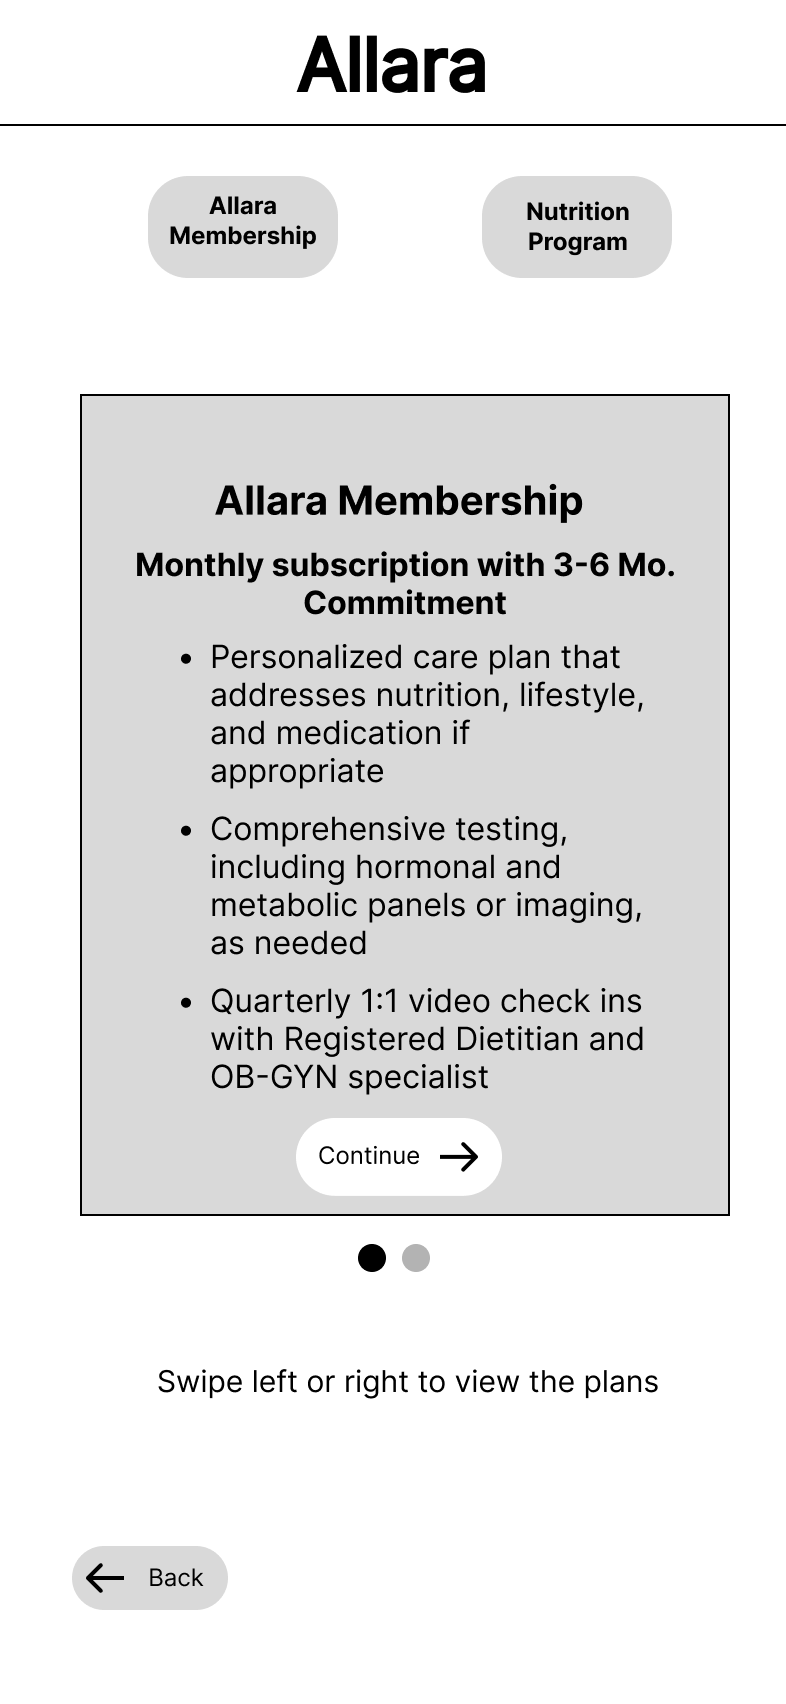 Allara
Allara
Membership
Nutrition
Program
Allara Membership
Monthly subscription with 3-6 Mo.
Commitment
• Personalized care plan that
addresses nutrition, lifestyle,
and medication if
appropriate
• Comprehensive testing,
including hormonal and
metabolic panels or imaging,
as needed
• Quarterly 1:1 video check ins
with Registered Dietitian and
OB-GYN specialist
Continue
Swipe left or right to view the plans
Back